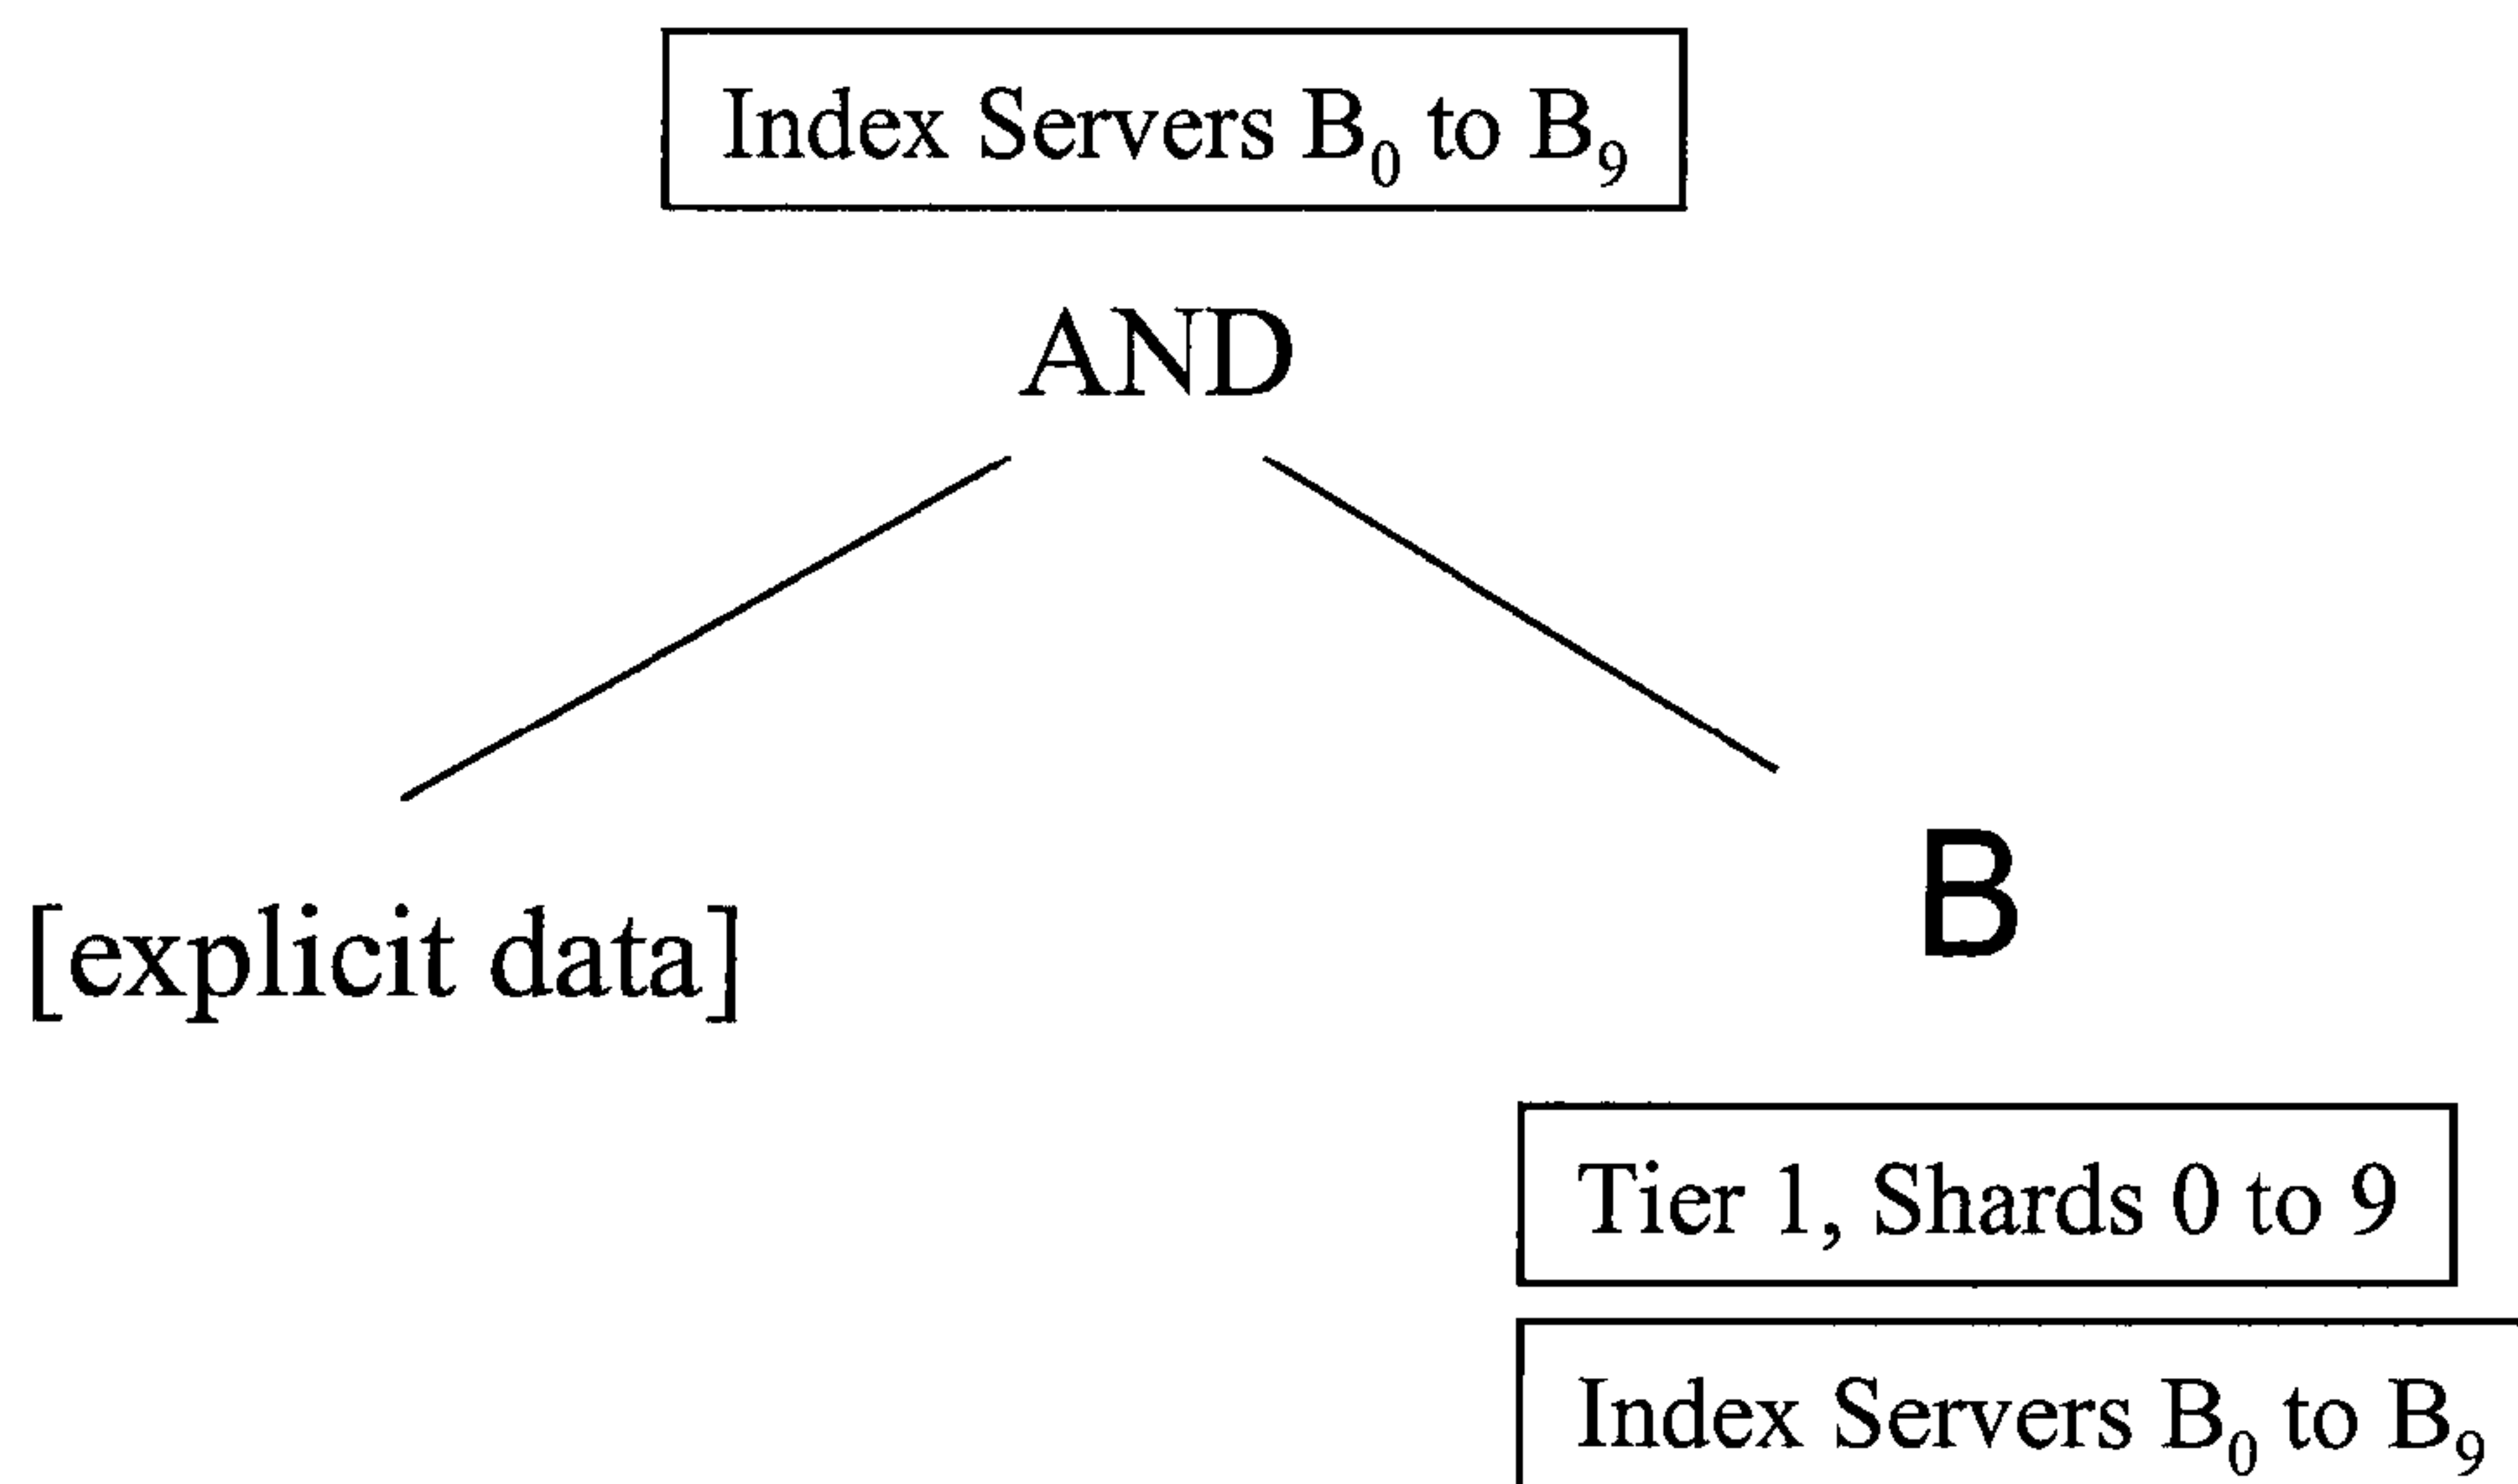 Index Servers B₀ to B₉
AND
[explicit data]
B
Tier 1, Shards 0 to 9
Index Servers B₀ to B₉